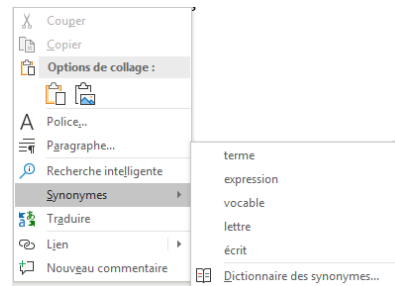 Couper
Copier
Options de collage :
Police...
Paragraphe...
Recherche intelligente
Synonymes
Traduire
Lien
Nouveau commentaire
terme
expression
vocable
lettre
écrit
Dictionnaire des synonymes...